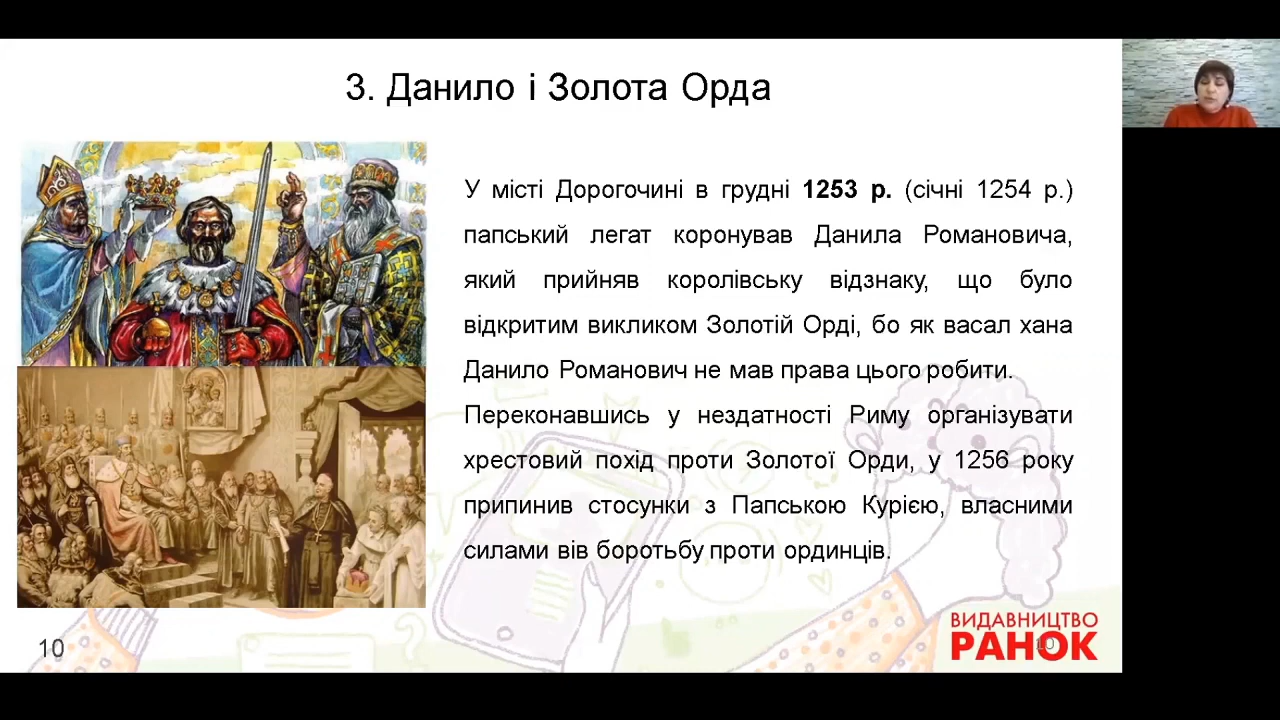 3. Данило і Золота Орда
У місті Дорогочині в грудні 1253 р. (січні 1254 р.)
папський легат коронував Данила Романовича,
який прийняв королівську відзнаку, що було
відкритим викликом Золотій Орді, бо як васал хана
Данило Романович не мав права цього робити.
Переконавшись у нездатності Риму організувати
хрестовий похід проти Золотої Орди, у 1256 року
припинив стосунки з Папською Курією, власними
силами вів боротьбу проти ординців.
ВИДАВНИЦТВО
РАНОК
10
10